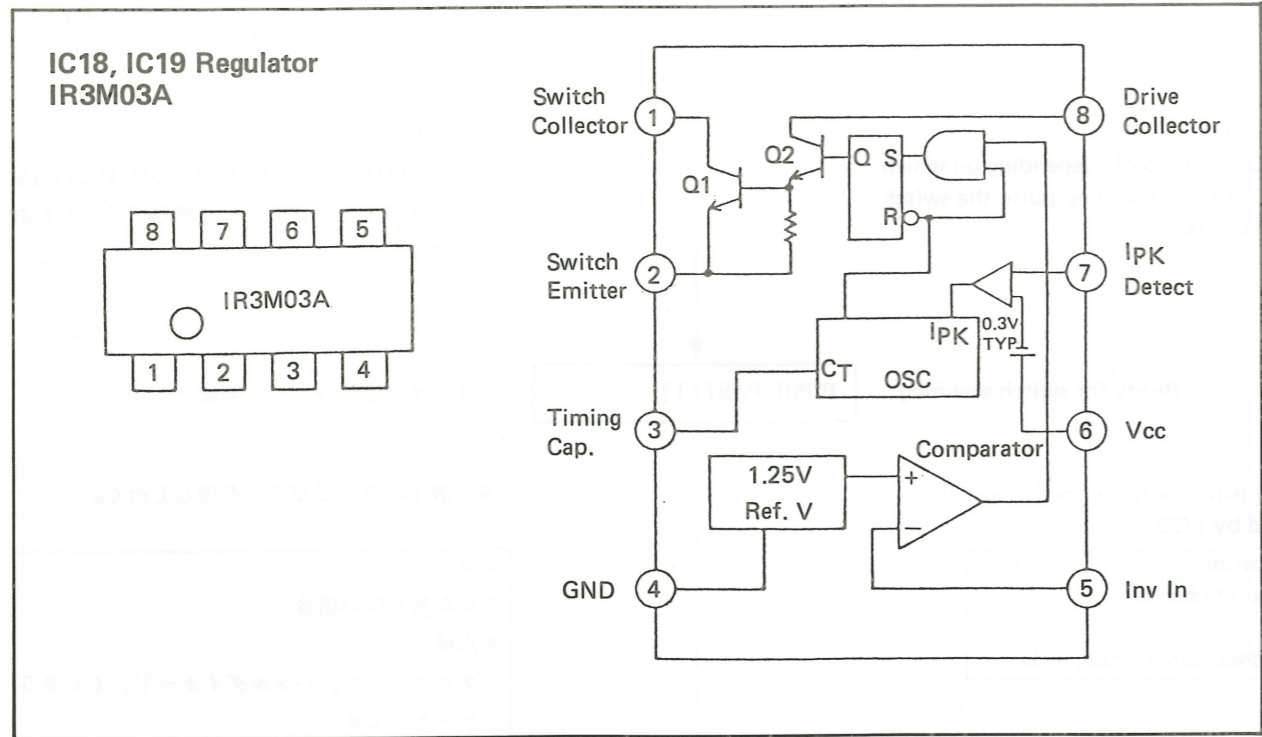 IC18, IC19 Regulator
IR3M03A
8 7 6 5
IR3M03A
1 2 3 4
Switch
Collector
1
Switch
Emitter
2
Timing
Cap.
3
GND
4
8
Drive
Collector
7
IPK
Detect
6
Vcc
5
Inv In
Q1
Q2
Q S
R
IPK
0.3V
TYP
CT
OSC
Comparator
1.25V
Ref. V
+
−